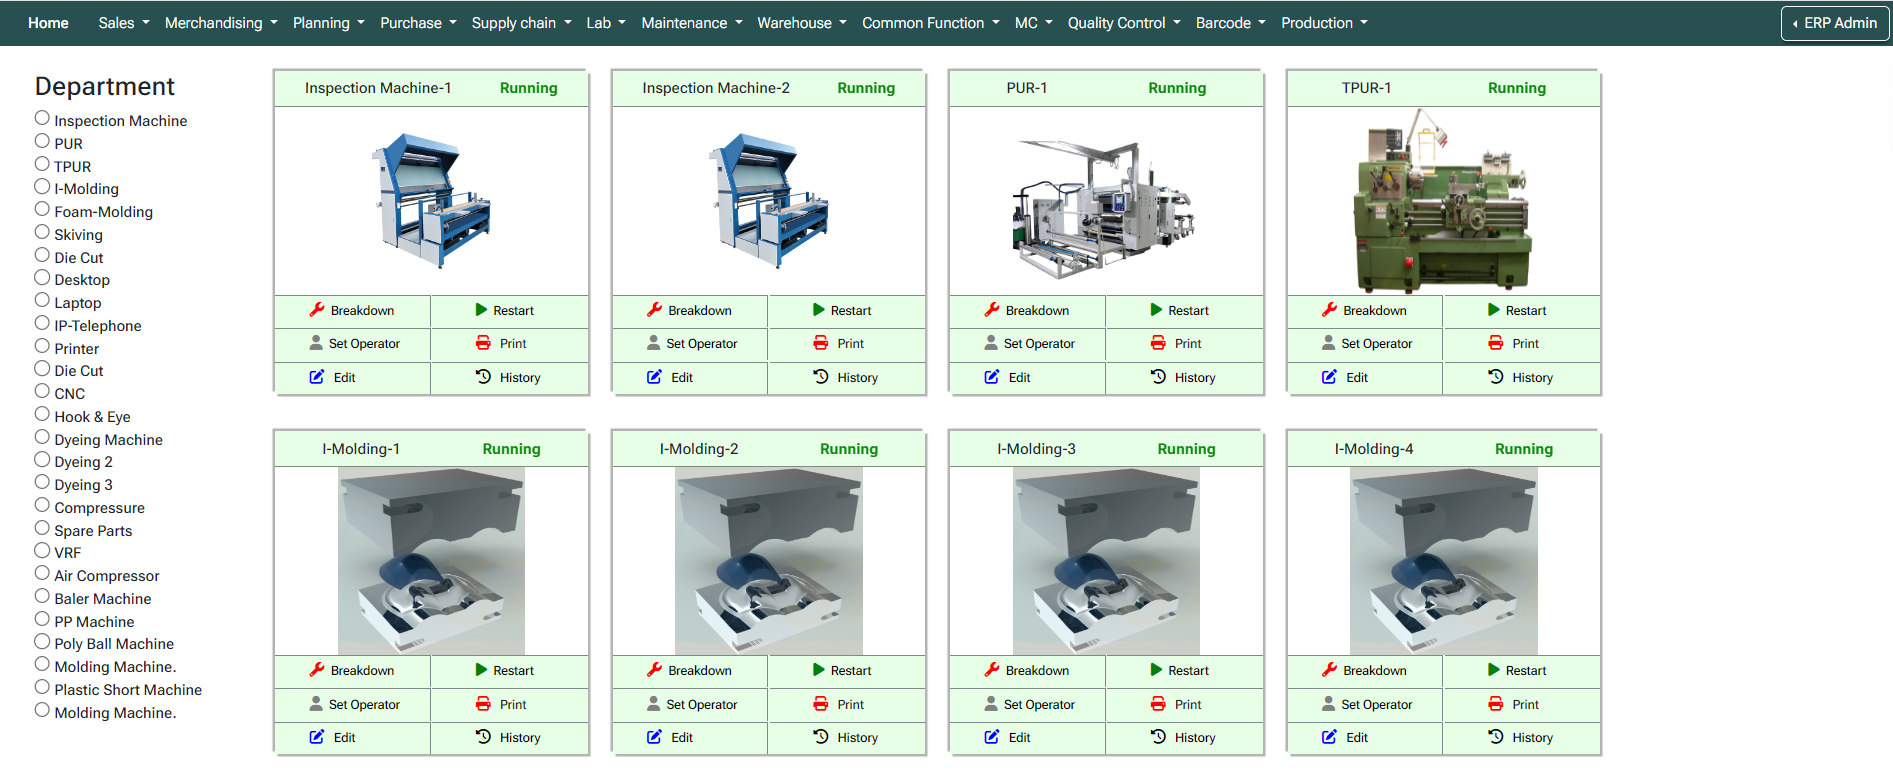 Home Sales Merchandising Planning Purchase Supply chain Lab Maintenance Warehouse Common Function MC Quality Control Barcode Production ERP Admin
Department
Inspection Machine
PUR
TPUR
I-Molding
Foam-Molding
Skiving
Die Cut
Desktop
Laptop
IP-Telephone
Printer
Die Cut
CNC
Hook & Eye
Dyeing Machine
Dyeing 2
Dyeing 3
Compressure
Spare Parts
VRF
Air Compressor
Baler Machine
PP Machine
Poly Ball Machine
Molding Machine.
Plastic Short Machine
Molding Machine.
Inspection Machine-1 Running
Breakdown Restart
Set Operator Print
Edit History
Inspection Machine-2 Running
Breakdown Restart
Set Operator Print
Edit History
PUR-1 Running
Breakdown Restart
Set Operator Print
Edit History
TPUR-1 Running
Breakdown Restart
Set Operator Print
Edit History
I-Molding-1 Running
Breakdown Restart
Set Operator Print
Edit History
I-Molding-2 Running
Breakdown Restart
Set Operator Print
Edit History
I-Molding-3 Running
Breakdown Restart
Set Operator Print
Edit History
I-Molding-4 Running
Breakdown Restart
Set Operator Print
Edit History